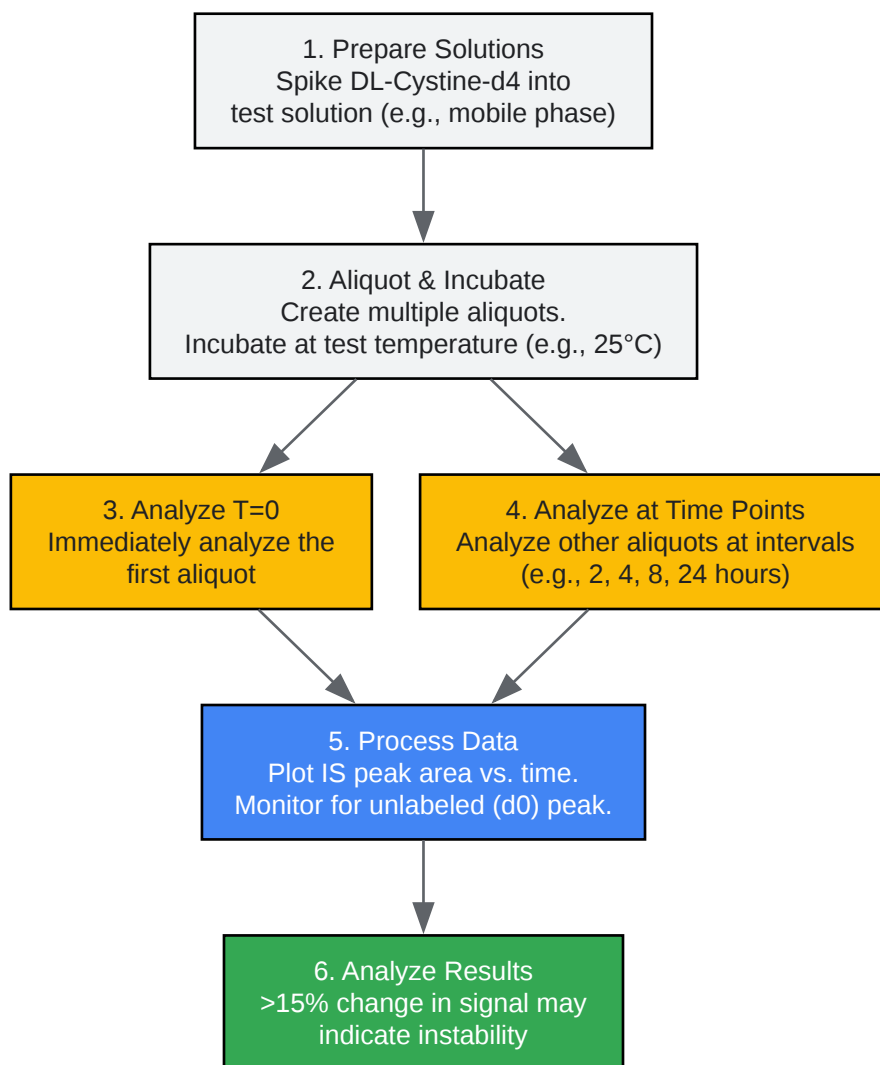 1. Prepare Solutions
Spike DL-Cystine-d4 into
test solution (e.g., mobile phase)
2. Aliquot & Incubate
Create multiple aliquots.
Incubate at test temperature (e.g., 25°C)
3. Analyze T=0
Immediately analyze the
first aliquot
4. Analyze at Time Points
Analyze other aliquots at intervals
(e.g., 2, 4, 8, 24 hours)
5. Process Data
Plot IS peak area vs. time.
Monitor for unlabeled (d0) peak.
6. Analyze Results
>15% change in signal may
indicate instability